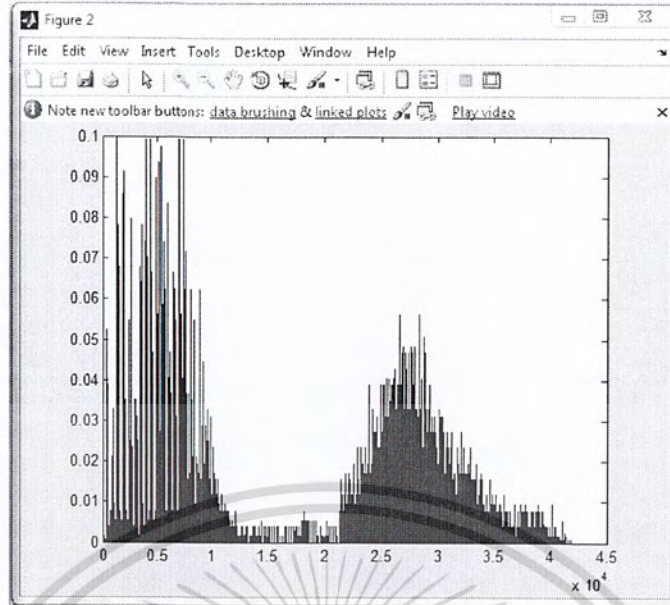 Figure 2
File Edit View Insert Tools Desktop Window Help
Note new toolbar buttons: data brushing & linked plots Play video
0.1
0.09
0.08
0.07
0.06
0.05
0.04
0.03
0.02
0.01
0
0 0.5 1 1.5 2 2.5 3 3.5 4 4.5
x 10^4